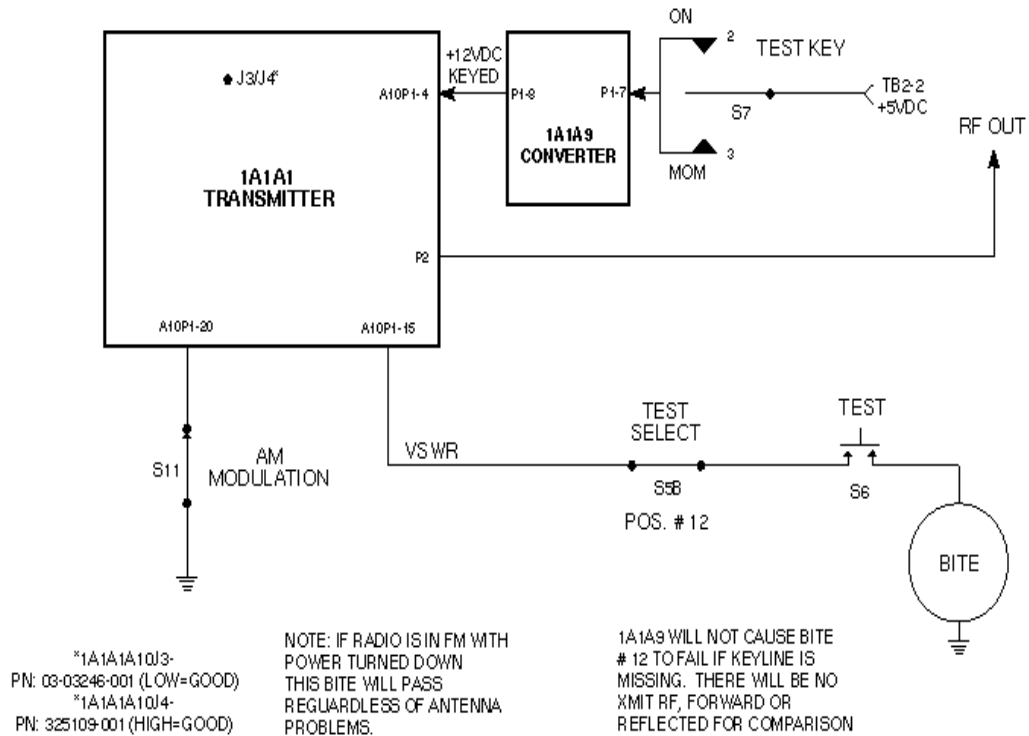 ON
2
TEST KEY
+12VDC
KEYED
J3/J4*
A10P1-4
P1-8
P1-7
TB2-2
+5VDC
S7
RF OUT
1A1A9
CONVERTER
3
MOM
1A1A1
TRANSMITTER
P2
A10P1-20
A10P1-15
TEST
SELECT
TEST
S11
AM
MODULATION
VSWR
S5B
S6
POS. # 12
BITE
*1A1A1A10J3-
PN: 03-03246-001 (LOW=GOOD)
*1A1A1A10J4-
PN: 325109-001 (HIGH=GOOD)
NOTE: IF RADIO IS IN FM WITH
POWER TURNED DOWN
THIS BITE WILL PASS
REGUARDLESS OF ANTENNA
PROBLEMS.
1A1A9 WILL NOT CAUSE BITE
# 12 TO FAIL IF KEYLINE IS
MISSING. THERE WILL BE NO
XMIT RF, FORWARD OR
REFLECTED FOR COMPARISON